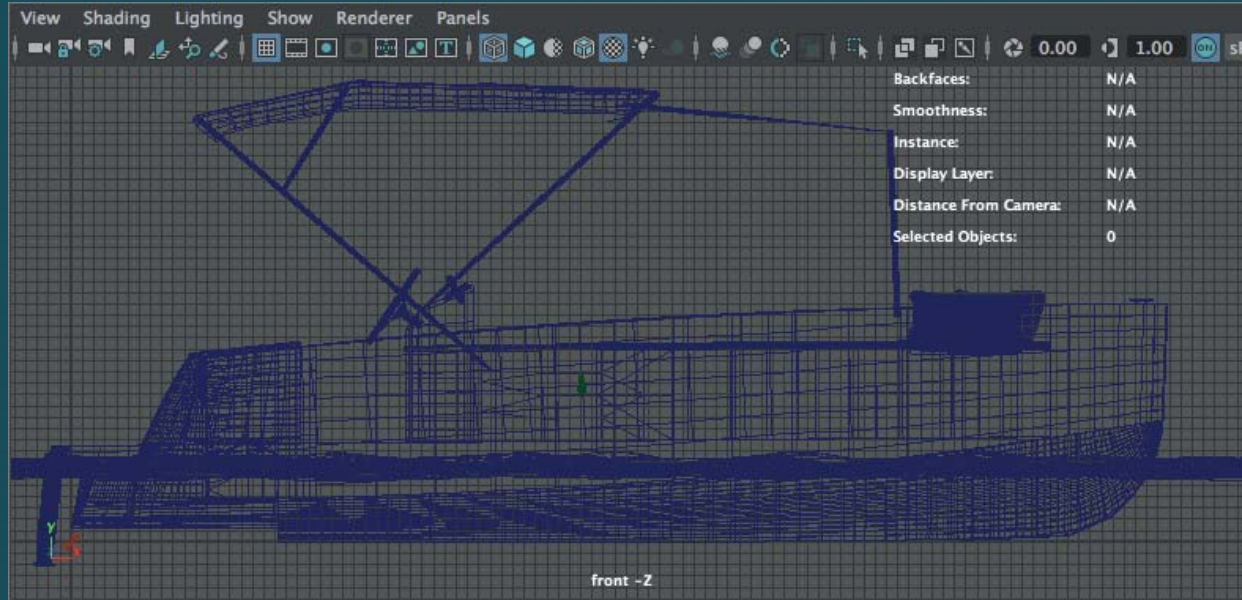 View Shading Lighting Show Renderer Panels
T 0.00 1.00 ON
Backfaces: N/A
Smoothness: N/A
Instance: N/A
Display Layer: N/A
Distance From Camera: N/A
Selected Objects: 0
Y
X
front -Z